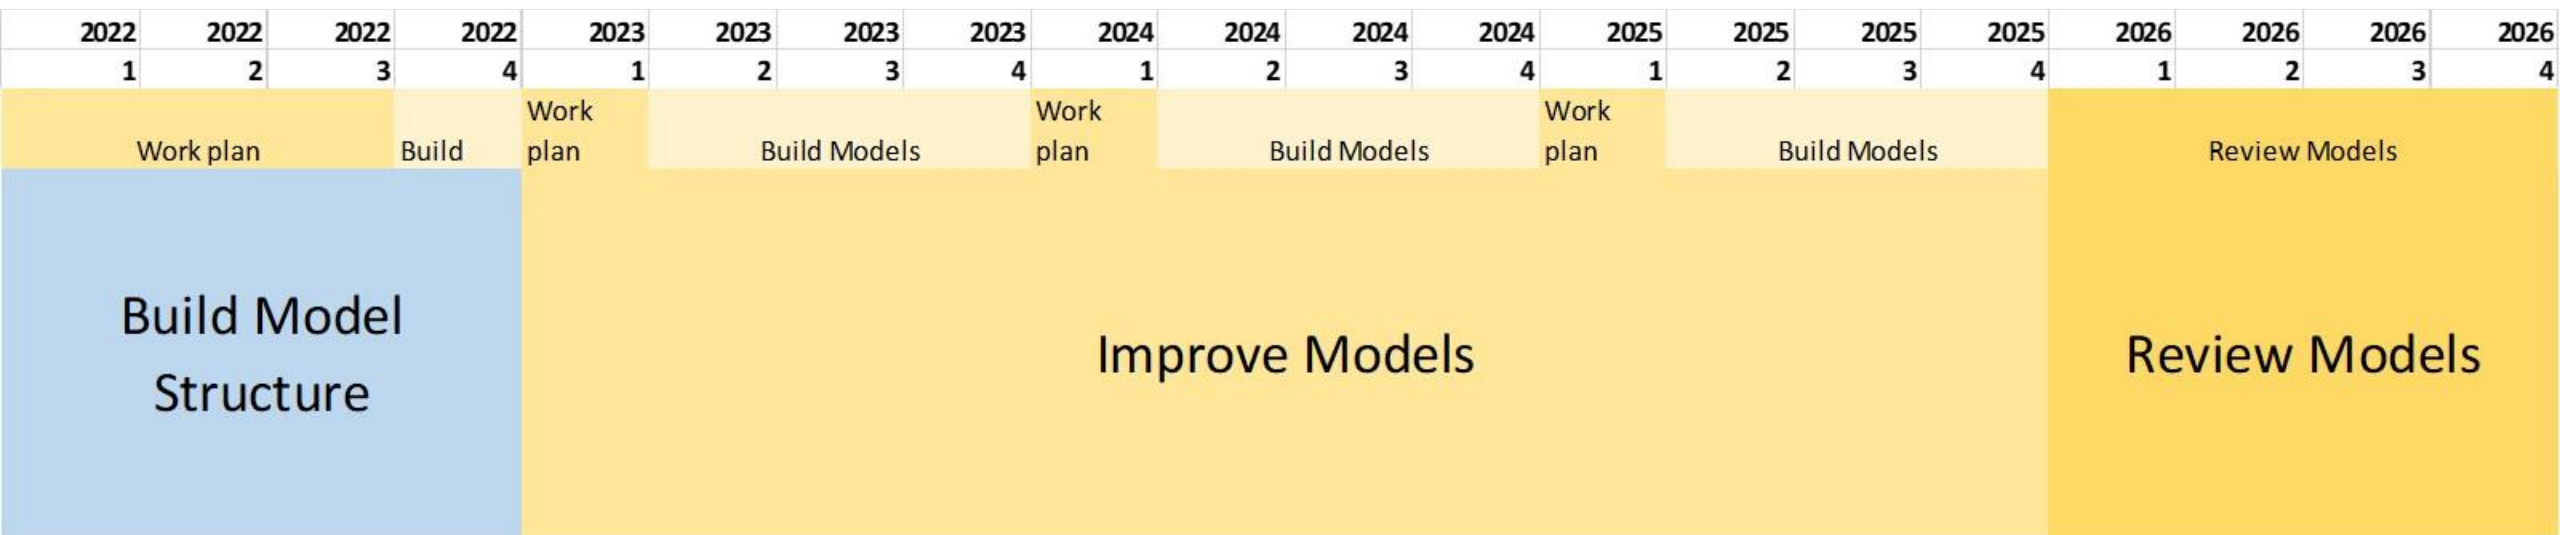 2022 2022 2022 2022 2023 2023 2023 2023 2024 2024 2024 2024 2025 2025 2025 2025 2026 2026 2026 2026
1 2 3 4 1 2 3 4 1 2 3 4 1 2 3 4 1 2 3 4
Work plan
Build
Work
plan
Build Models
Work
plan
Build Models
Work
plan
Build Models
Review Models
Build Model
Structure
Improve Models
Review Models